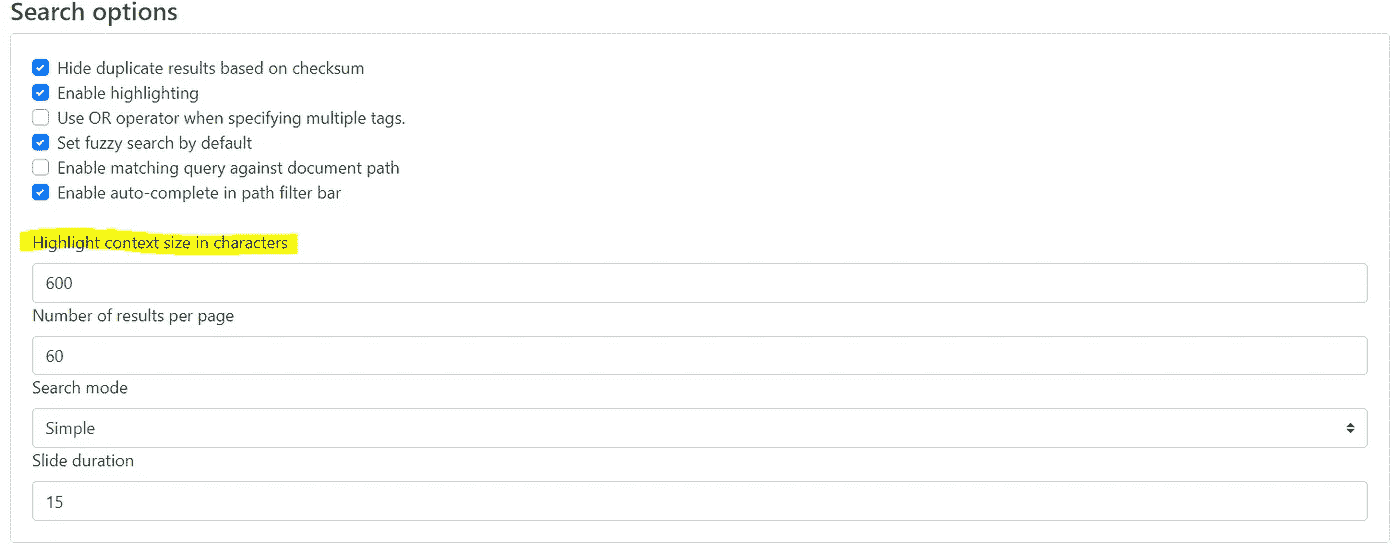 Search options
Hide duplicate results based on checksum
Enable highlighting
Use OR operator when specifying multiple tags.
Set fuzzy search by default
Enable matching query against document path
Enable auto-complete in path filter bar
Highlight context size in characters
600
Number of results per page
60
Search mode
Simple
Slide duration
15